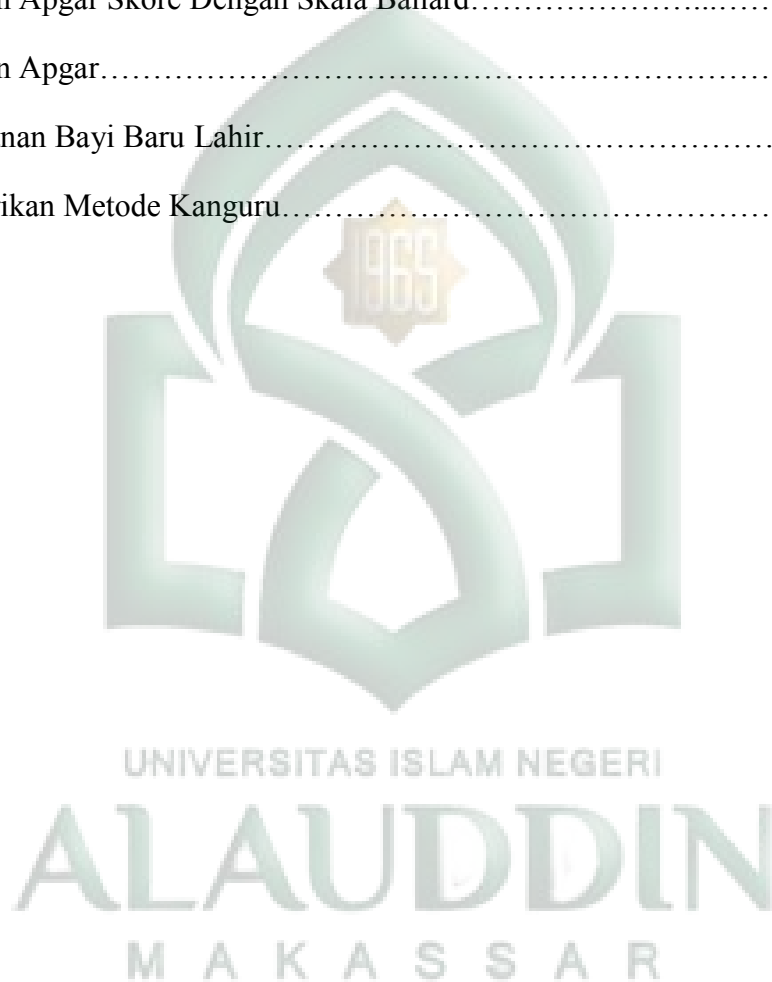 Apgar Skore Dengan Skala Ballard…………………...……
n Apgar………………………………………………………
nan Bayi Baru Lahir……………………………………………
ikan Metode Kanguru…………………………………………
1965
UNIVERSITAS ISLAM NEGERI
ALAUDDIN
MAKASSAR